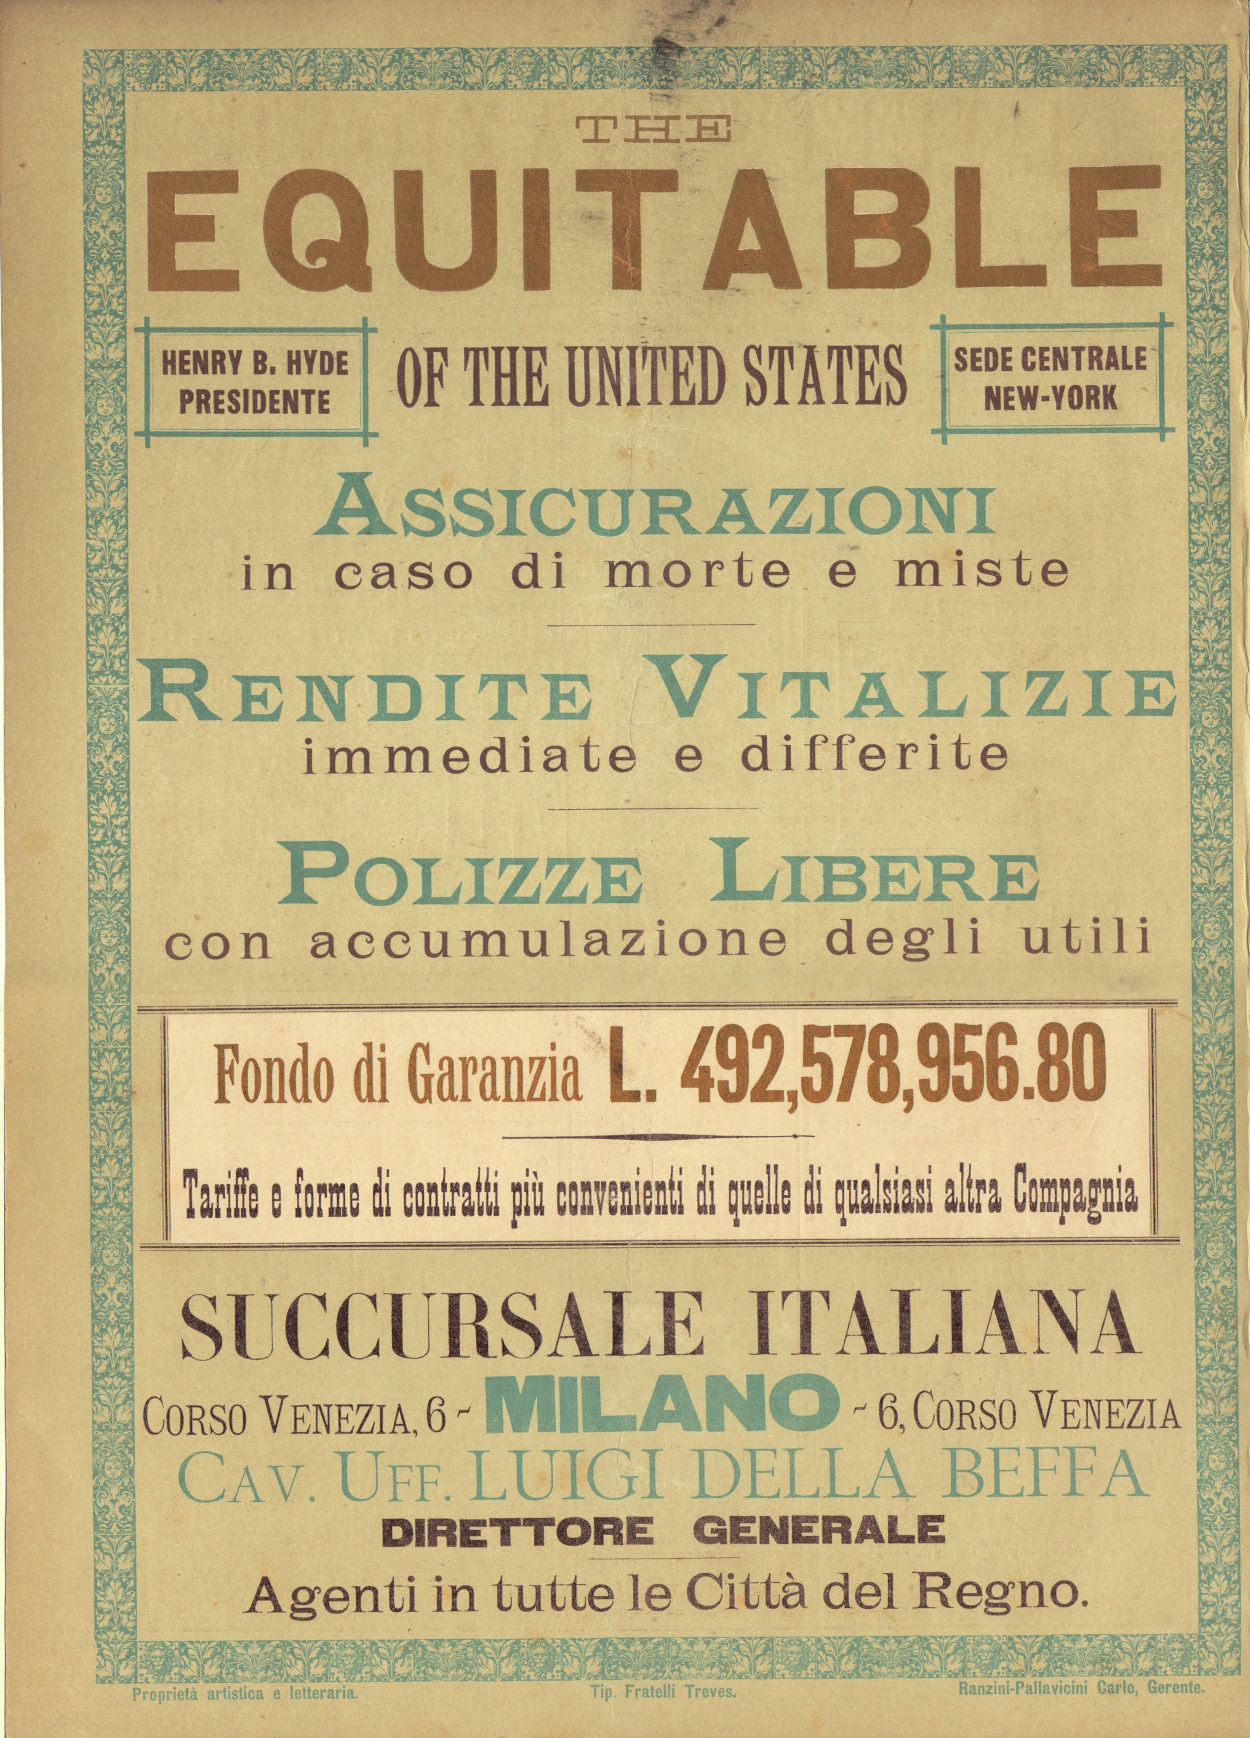 THE
EQUITABLE
HENRY B. HYDE
PRESIDENTE
OF THE UNITED STATES
SEDE CENTRALE
NEW-YORK
ASSICURAZIONI
in caso di morte e miste
RENDITE VITALIZIE
immediate e differite
POLIZZE LIBERE
con accumulazione degli utili
Fondo di Garanzia L. 492,578,956.80
Tariffe e forme di contratti più convenienti di quelle di qualsiasi altra Compagnia
SUCCURSALE ITALIANA
CORSO VENEZIA, 6 - MILANO - 6, CORSO VENEZIA
CAV. UFF. LUIGI DELLA BEFFA
DIRETTORE GENERALE
Agenti in tutte le Città del Regno.
Proprietà artistica e letteraria.
Tip. Fratelli Treves.
Ranzini-Pallavicini Carlo, Gerente.